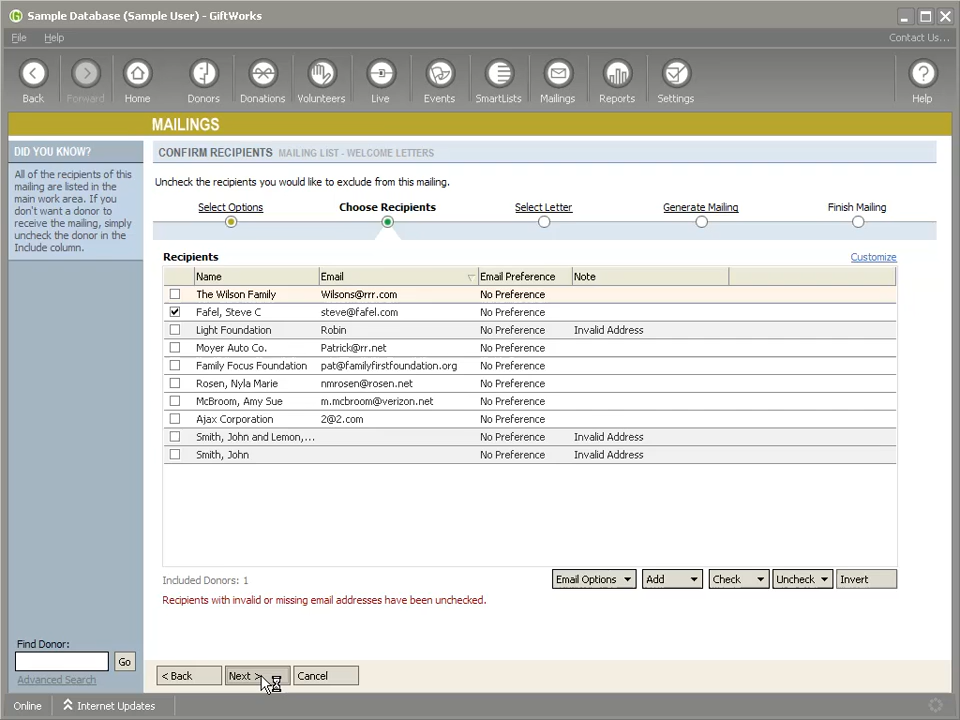 Sample Database (Sample User) - GiftWorks
File Help Contact Us...
Back Forward Home Donors Donations Volunteers Live Events SmartLists Mailings Reports Settings Help
MAILINGS
DID YOU KNOW?
All of the recipients of this
mailing are listed in the
main work area. If you
don't want a donor to
receive the mailing, simply
uncheck the donor in the
Include column.
CONFIRM RECIPIENTS MAILING LIST - WELCOME LETTERS
Uncheck the recipients you would like to exclude from this mailing.
Select Options Choose Recipients Select Letter Generate Mailing Finish Mailing
Recipients Customize
Name Email Email Preference Note
The Wilson Family Wilsons@rrr.com No Preference
Fafel, Steve C steve@fafel.com No Preference
Light Foundation Robin No Preference Invalid Address
Moyer Auto Co. Patrick@rr.net No Preference
Family Focus Foundation pat@familyfirstfoundation.org No Preference
Rosen, Nyla Marie nmrosen@rosen.net No Preference
McBroom, Amy Sue m.mcbroom@verizon.net No Preference
Ajax Corporation 2@2.com No Preference
Smith, John and Lemon,... No Preference Invalid Address
Smith, John No Preference Invalid Address
Included Donors: 1 Email Options Add Check Uncheck Invert
Recipients with invalid or missing email addresses have been unchecked.
Find Donor:
Go
Advanced Search
< Back Next > Cancel
Online Internet Updates